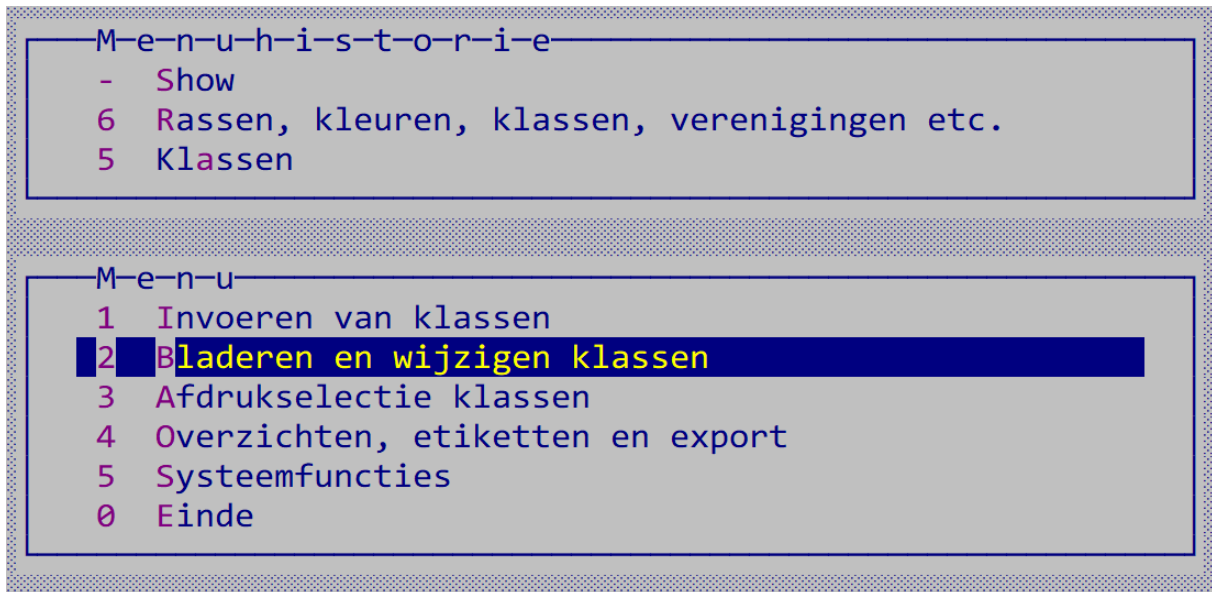 M-e-n-u-h-i-s-t-o-r-i-e
- Show
6 Rassen, kleuren, klassen, verenigingen etc.
5 Klassen
M-e-n-u
1 Invoeren van klassen
2 Bladeren en wijzigen klassen
3 Afdrukselectie klassen
4 Overzichten, etiketten en export
5 Systeemfuncties
0 Einde